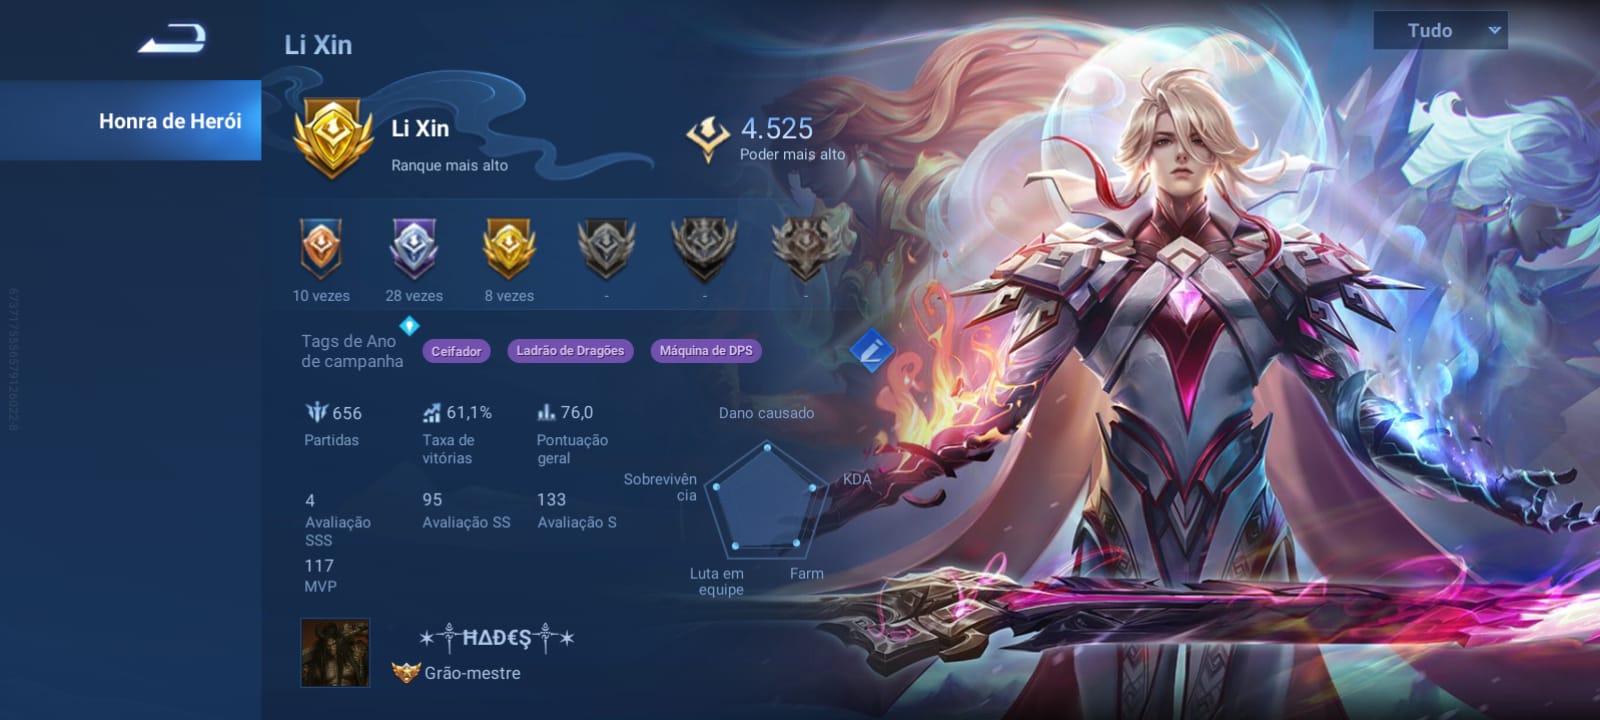 Li Xin
Tudo
Honra de Herói
Li Xin
Ranque mais alto
4.525
Poder mais alto
10 vezes
28 vezes
8 vezes
-
-
-
Tags de Ano
de campanha
Ceifador
Ladrão de Dragões
Máquina de DPS
656
Partidas
61,1%
Taxa de
vitórias
76,0
Pontuação
geral
4
Avaliação
SSS
95
Avaliação SS
133
Avaliação S
117
MVP
Dano causado
Sobrevivên
cia
KDA
Luta em
equipe
Farm
✶⸸ĦΔĐ€Ş⸸✶
Grão-mestre